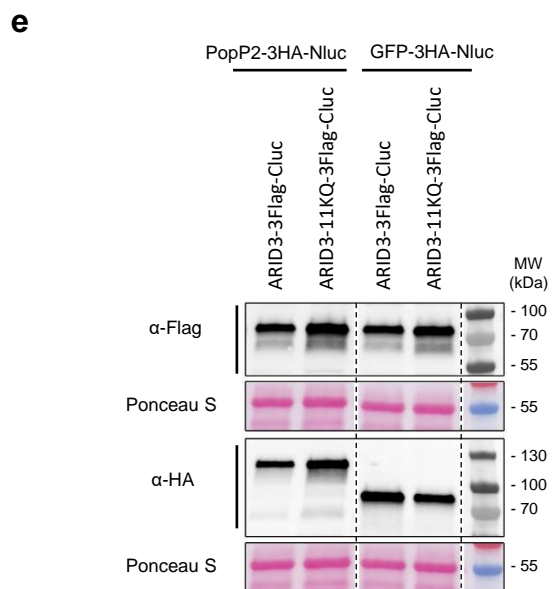 e
PopP2-3HA-Nluc
GFP-3HA-Nluc
ARID3-3Flag-Cluc
ARID3-11KQ-3Flag-Cluc
ARID3-3Flag-Cluc
ARID3-11KQ-3Flag-Cluc
MW
(kDa)
α-Flag
- 100
- 70
- 55
Ponceau S
- 55
α-HA
- 130
- 100
- 70
Ponceau S
- 55